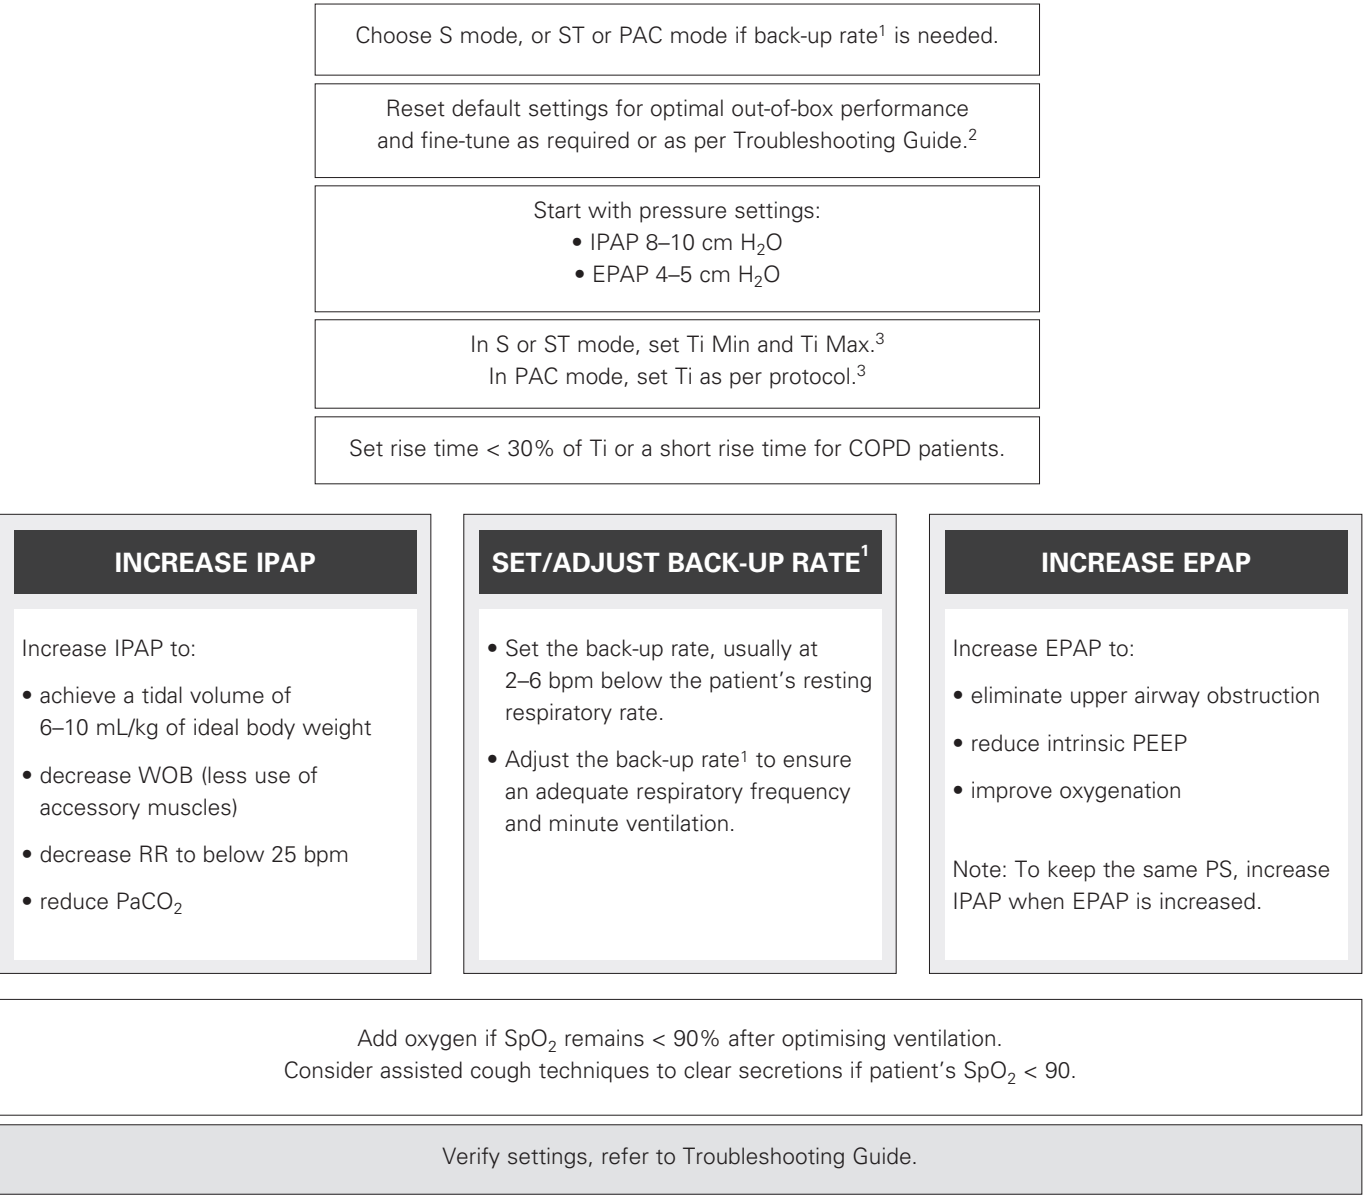 Choose S mode, or ST or PAC mode if back-up rate¹ is needed.
Reset default settings for optimal out-of-box performance
and fine-tune as required or as per Troubleshooting Guide.²
Start with pressure settings:
• IPAP 8–10 cm H₂O
• EPAP 4–5 cm H₂O
In S or ST mode, set Ti Min and Ti Max.³
In PAC mode, set Ti as per protocol.³
Set rise time < 30% of Ti or a short rise time for COPD patients.
INCREASE IPAP
Increase IPAP to:
• achieve a tidal volume of
6–10 mL/kg of ideal body weight
• decrease WOB (less use of
accessory muscles)
• decrease RR to below 25 bpm
• reduce PaCO₂
SET/ADJUST BACK-UP RATE¹
• Set the back-up rate, usually at
2–6 bpm below the patient’s resting
respiratory rate.
• Adjust the back-up rate¹ to ensure
an adequate respiratory frequency
and minute ventilation.
INCREASE EPAP
Increase EPAP to:
• eliminate upper airway obstruction
• reduce intrinsic PEEP
• improve oxygenation
Note: To keep the same PS, increase
IPAP when EPAP is increased.
Add oxygen if SpO₂ remains < 90% after optimising ventilation.
Consider assisted cough techniques to clear secretions if patient’s SpO₂ < 90.
Verify settings, refer to Troubleshooting Guide.